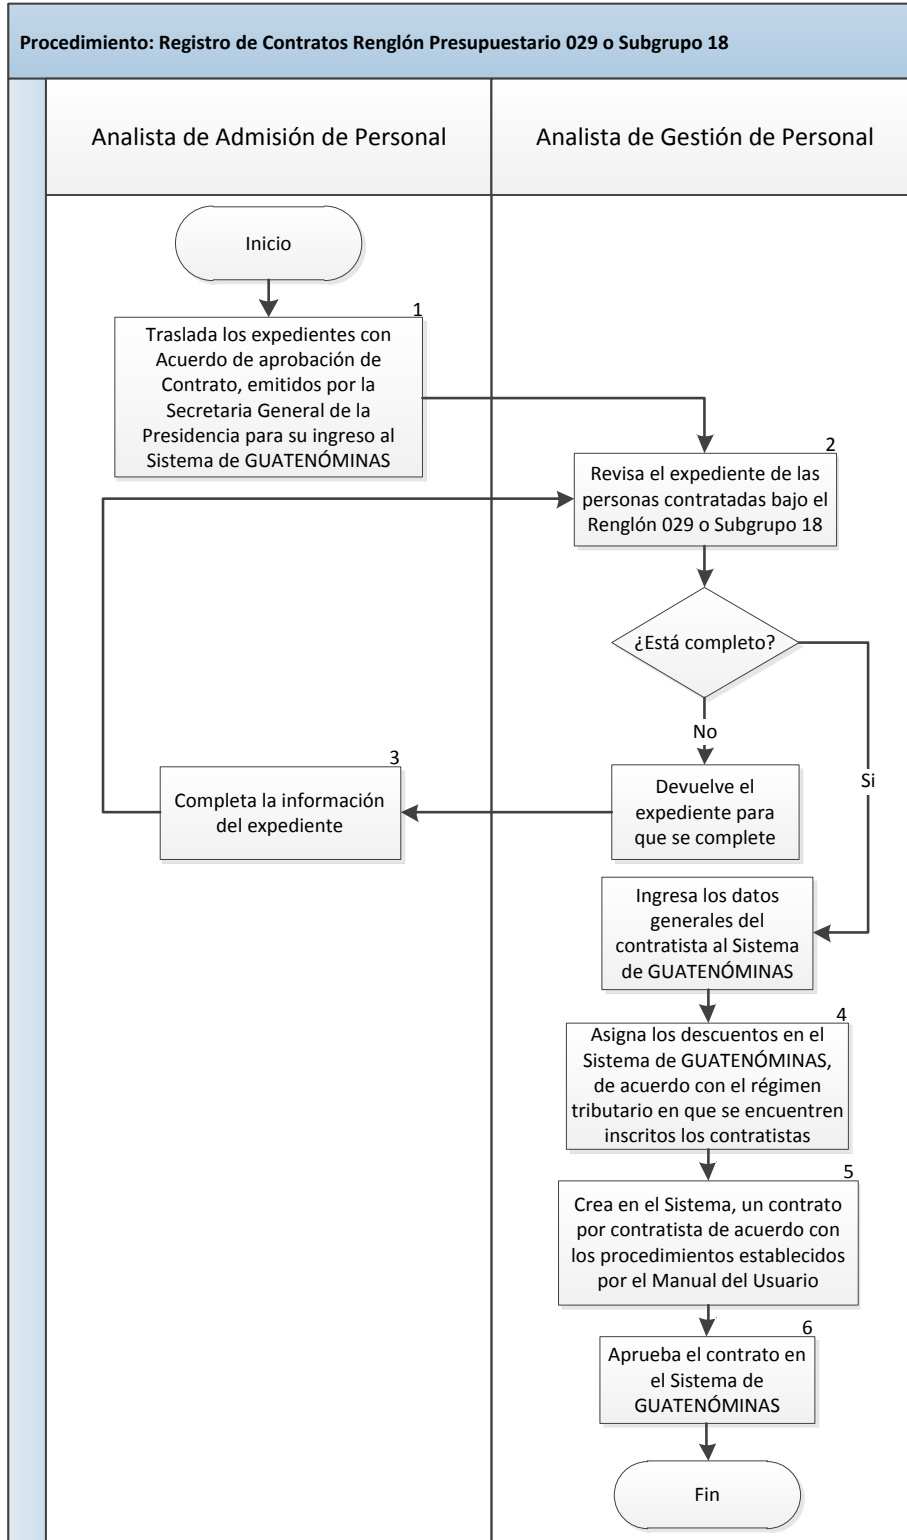 Procedimiento: Registro de Contratos Renglón Presupuestario 029 o Subgrupo 18
Analista de Admisión de Personal
Analista de Gestión de Personal
Inicio
1
Traslada los expedientes con
Acuerdo de aprobación de
Contrato, emitidos por la
Secretaria General de la
Presidencia para su ingreso al
Sistema de GUATENÓMINAS
2
Revisa el expediente de las
personas contratadas bajo el
Renglón 029 o Subgrupo 18
¿Está completo?
No
Si
3
Completa la información
del expediente
Devuelve el
expediente para
que se complete
Ingresa los datos
generales del
contratista al Sistema
de GUATENÓMINAS
4
Asigna los descuentos en el
Sistema de GUATENÓMINAS,
de acuerdo con el régimen
tributario en que se encuentren
inscritos los contratistas
5
Crea en el Sistema, un contrato
por contratista de acuerdo con
los procedimientos establecidos
por el Manual del Usuario
6
Aprueba el contrato en
el Sistema de
GUATENÓMINAS
Fin